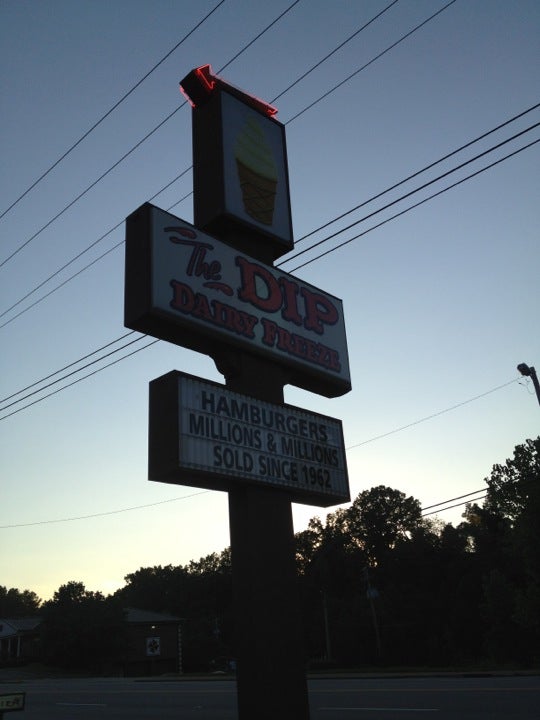 The DIP
DAIRY FREEZE
HAMBURGERS
MILLIONS & MILLIONS
SOLD SINCE 1962